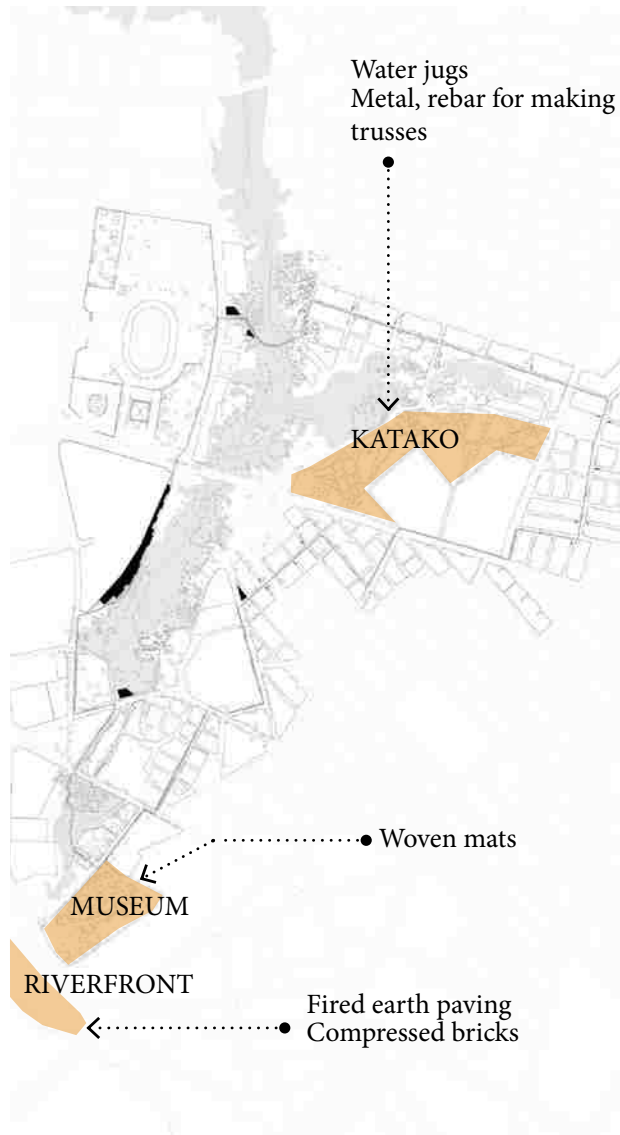 Water jugs
Metal, rebar for making
trusses
KATAKO
Woven mats
MUSEUM
RIVERFRONT
Fired earth paving
Compressed bricks